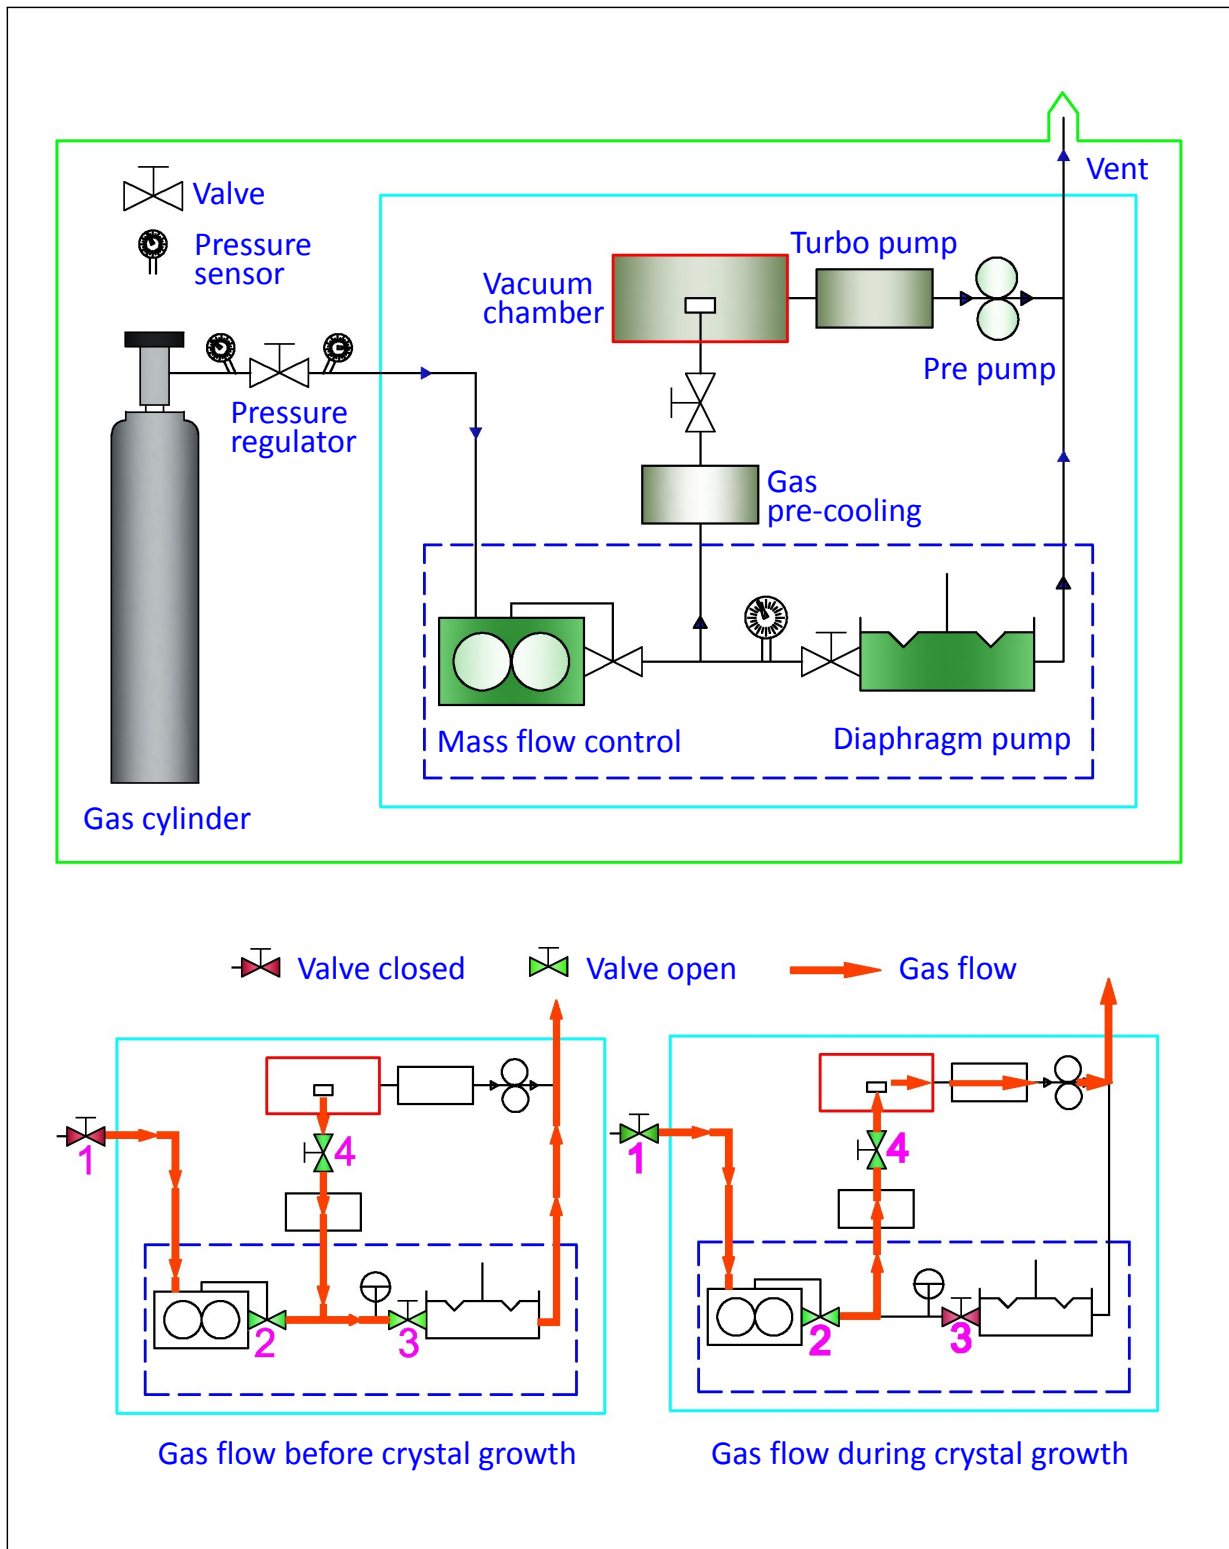 Vent
Valve
Pressure
sensor
Turbo pump
Vacuum
chamber
Pre pump
Pressure
regulator
Gas
pre-cooling
Mass flow control
Diaphragm pump
Gas cylinder
Valve closed
Valve open
Gas flow
1
4
2
3
1
4
2
3
Gas flow before crystal growth
Gas flow during crystal growth